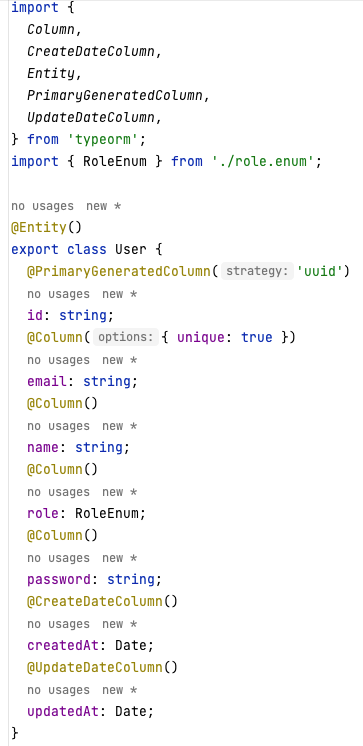 import {
  Column,
  CreateDateColumn,
  Entity,
  PrimaryGeneratedColumn,
  UpdateDateColumn,
} from 'typeorm';
import { RoleEnum } from './role.enum';
no usages new *
@Entity()
export class User {
  @PrimaryGeneratedColumn( strategy: 'uuid')
  no usages new *
  id: string;
  @Column( options: { unique: true })
  no usages new *
  email: string;
  @Column()
  no usages new *
  name: string;
  @Column()
  no usages new *
  role: RoleEnum;
  @Column()
  no usages new *
  password: string;
  @CreateDateColumn()
  no usages new *
  createdAt: Date;
  @UpdateDateColumn()
  no usages new *
  updatedAt: Date;
}